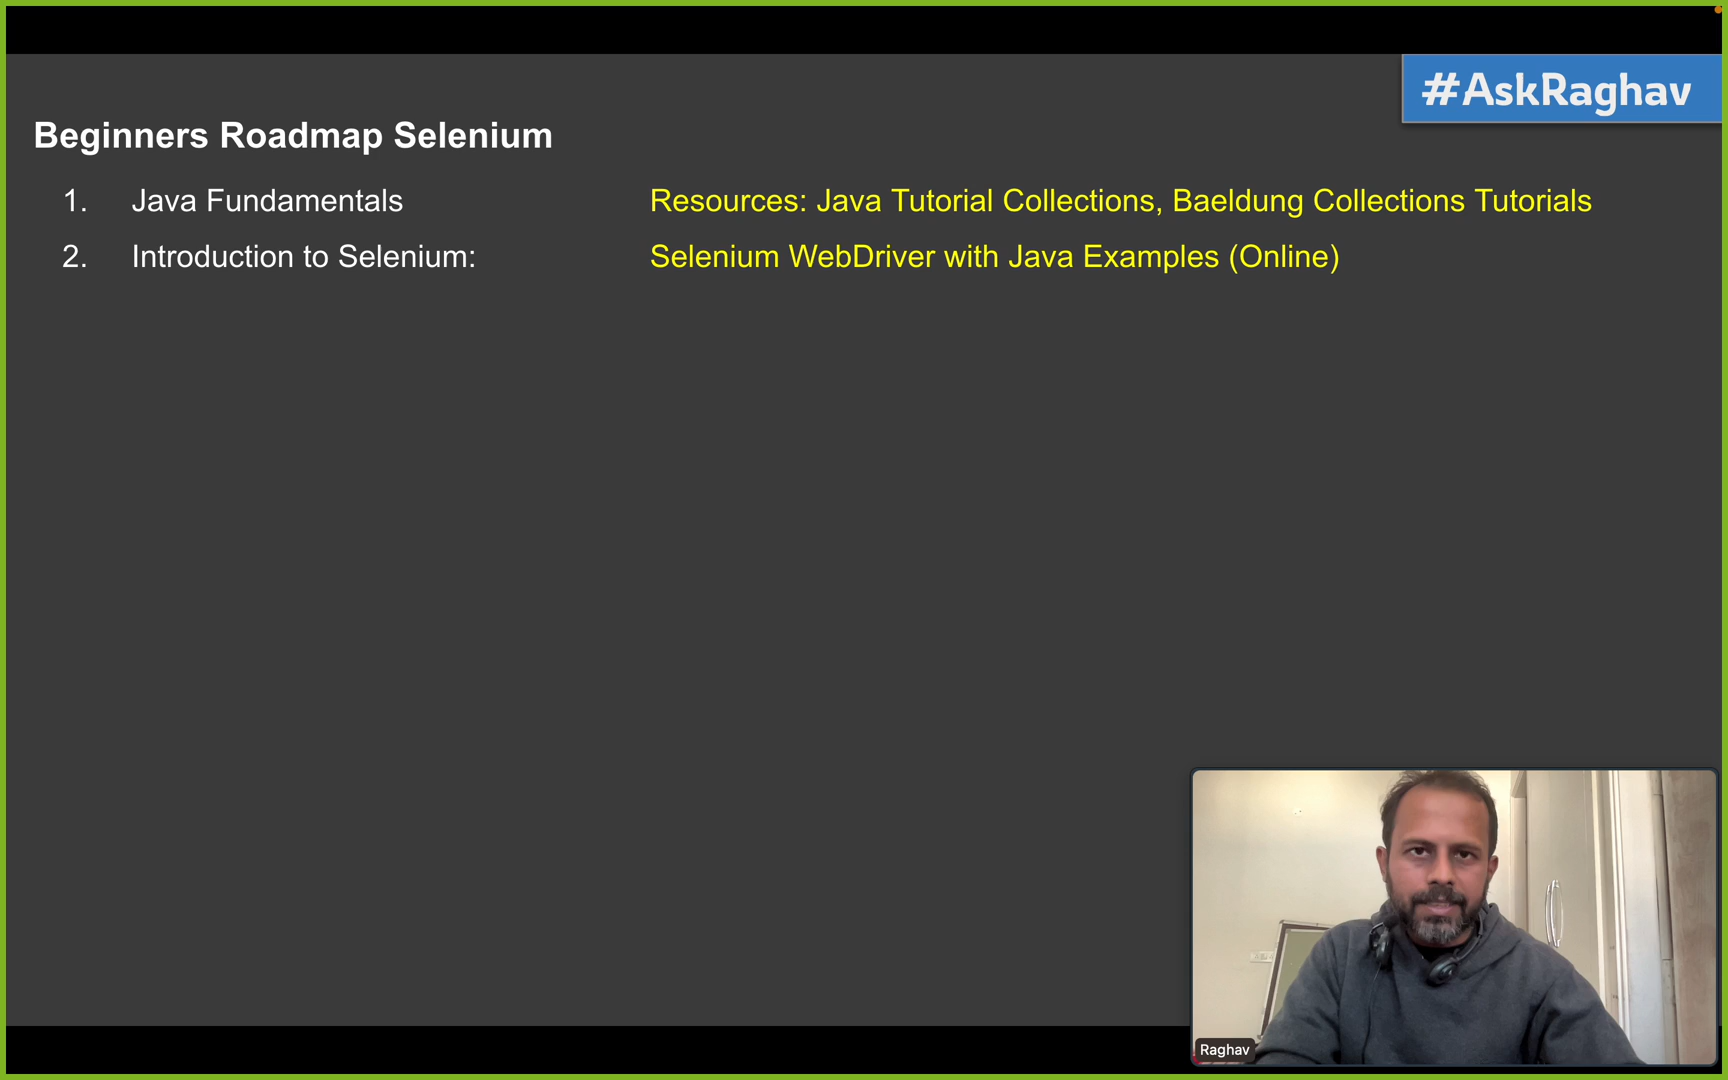 #AskRaghav
Beginners Roadmap Selenium
1. Java Fundamentals Resources: Java Tutorial Collections, Baeldung Collections Tutorials
2. Introduction to Selenium: Selenium WebDriver with Java Examples (Online)
Raghav